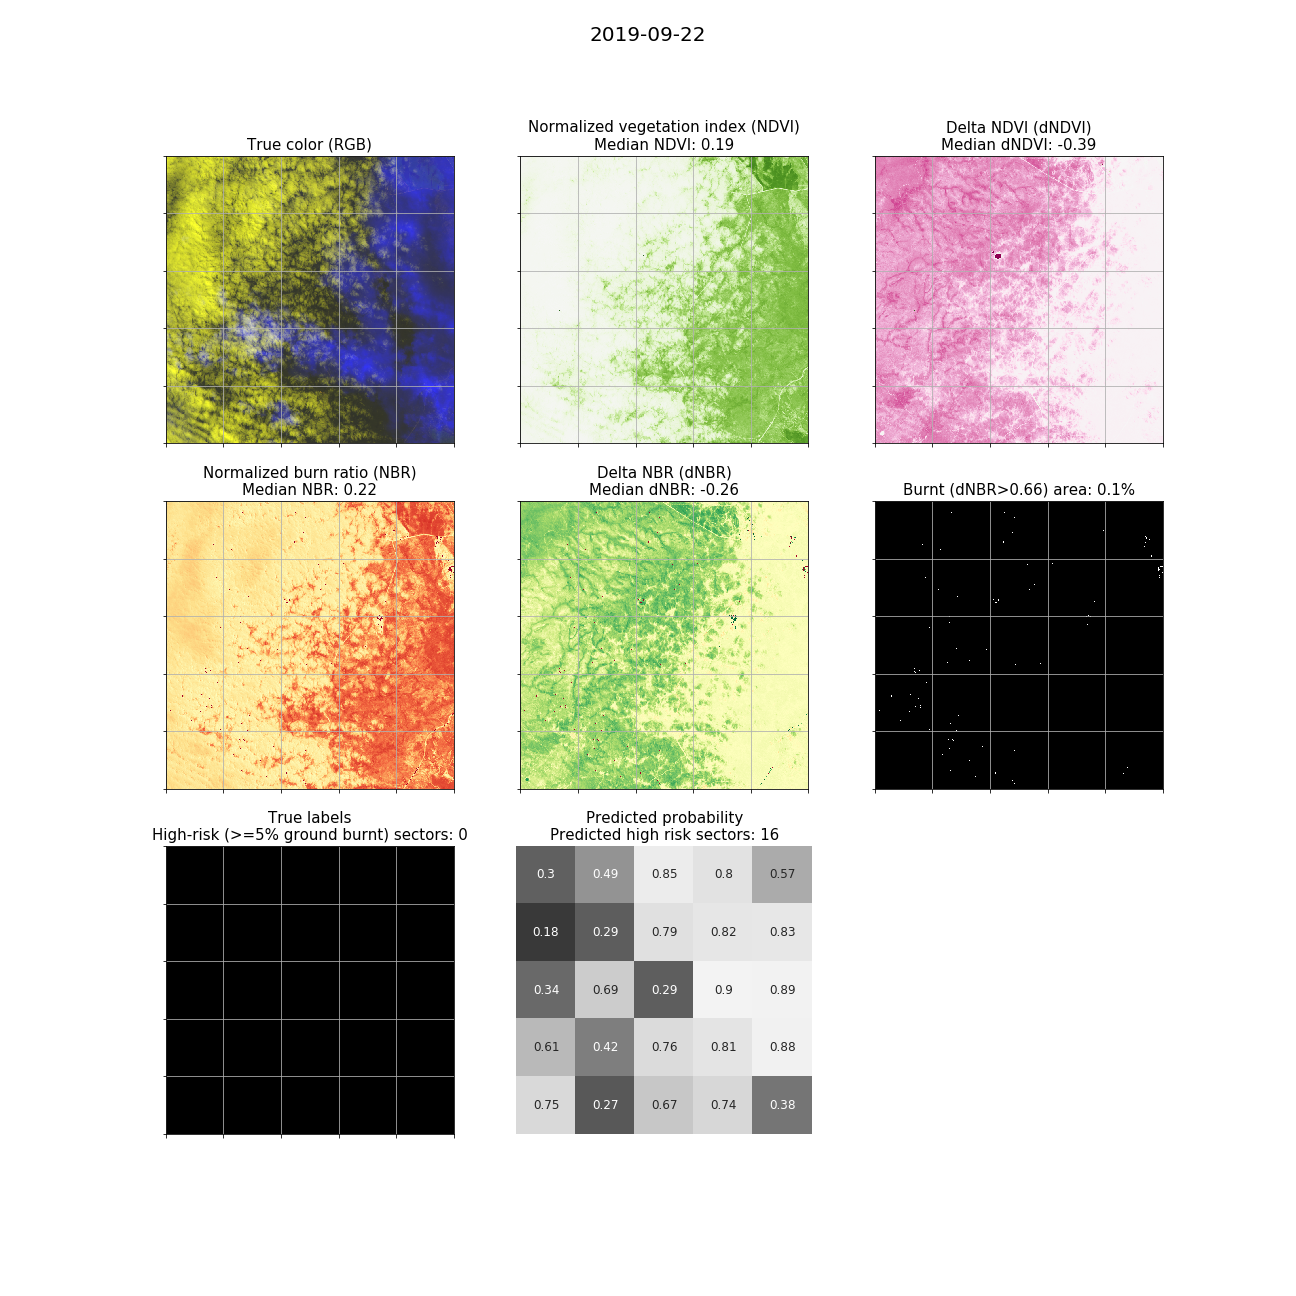 2019-09-22
True color (RGB)
Normalized vegetation index (NDVI)
Median NDVI: 0.19
Delta NDVI (dNDVI)
Median dNDVI: -0.39
Normalized burn ratio (NBR)
Median NBR: 0.22
Delta NBR (dNBR)
Median dNBR: -0.26
Burnt (dNBR>0.66) area: 0.1%
True labels
High-risk (>=5% ground burnt) sectors: 0
Predicted probability
Predicted high risk sectors: 16
0.3 0.49 0.85 0.8 0.57
0.18 0.29 0.79 0.82 0.83
0.34 0.69 0.29 0.9 0.89
0.61 0.42 0.76 0.81 0.88
0.75 0.27 0.67 0.74 0.38